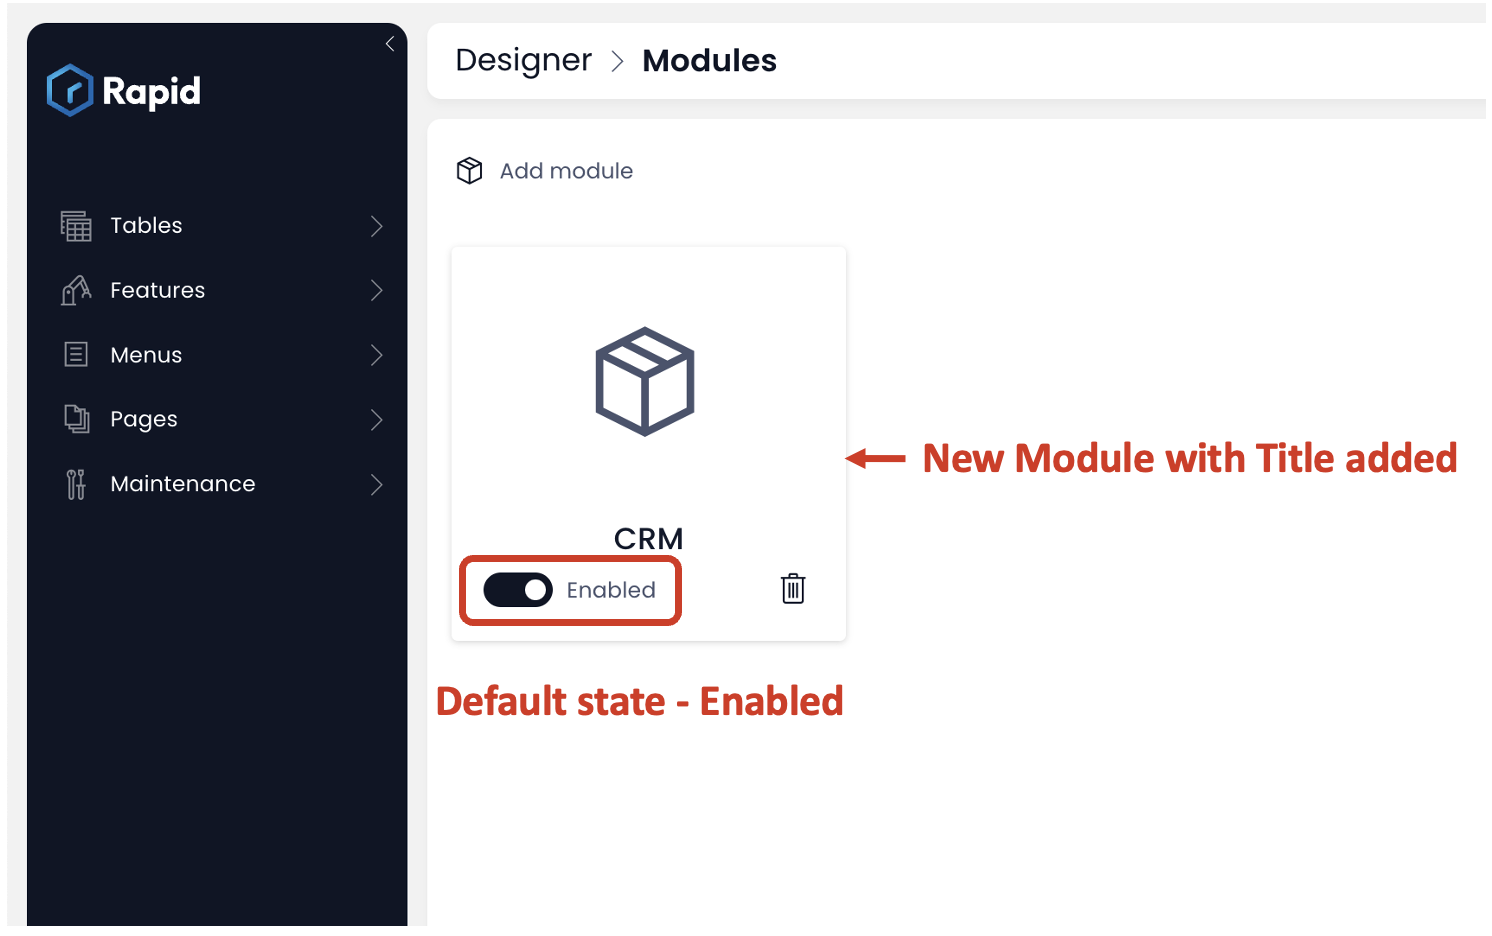 Rapid
Tables
Features
Menus
Pages
Maintenance
Designer > Modules
Add module
CRM
Enabled
New Module with Title added
Default state - Enabled